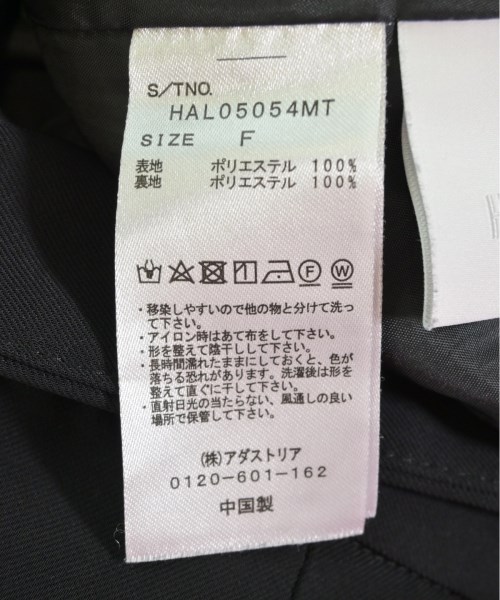 S/TNO.
HAL05054MT
SIZE F
表地 ポリエステル 100%
裏地 ポリエステル 100%
F W
・移染しやすいので他の物と分けて洗っ
て下さい。
・アイロン時はあて布をして下さい。
・形を整えて陰干しして下さい。
・長時間濡れたままにしておくと、色が
落ちる恐れがあります。洗濯後は形を
整えて直ぐに干して下さい。
・直射日光の当たらない、風通しの良い
場所で保管して下さい。
(株)アダストリア
0120-601-162
中国製